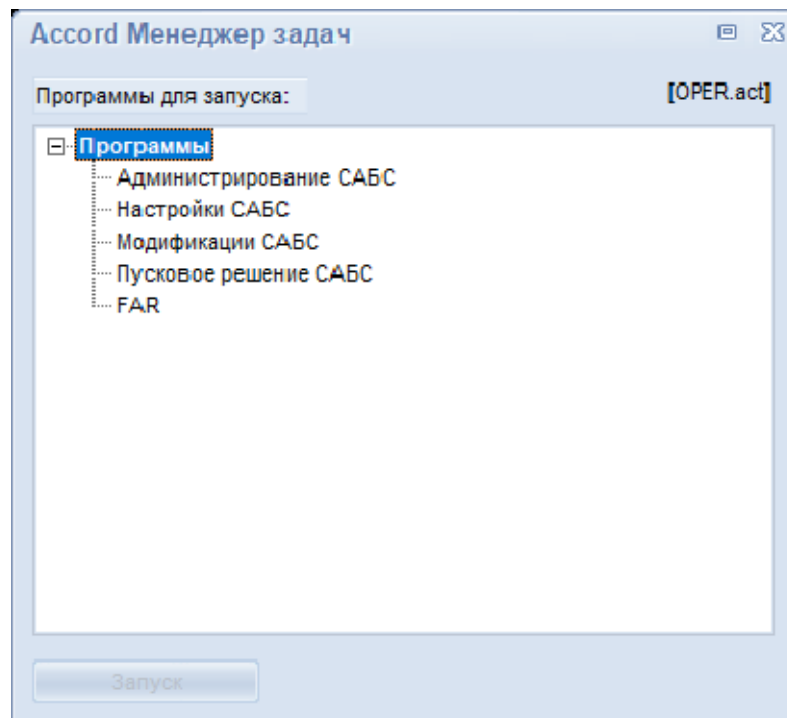 Accord Менеджер задач
Программы для запуска: [OPER.act]
Программы
Администрирование САБС
Настройки САБС
Модификации САБС
Пусковое решение САБС
FAR
Запуск